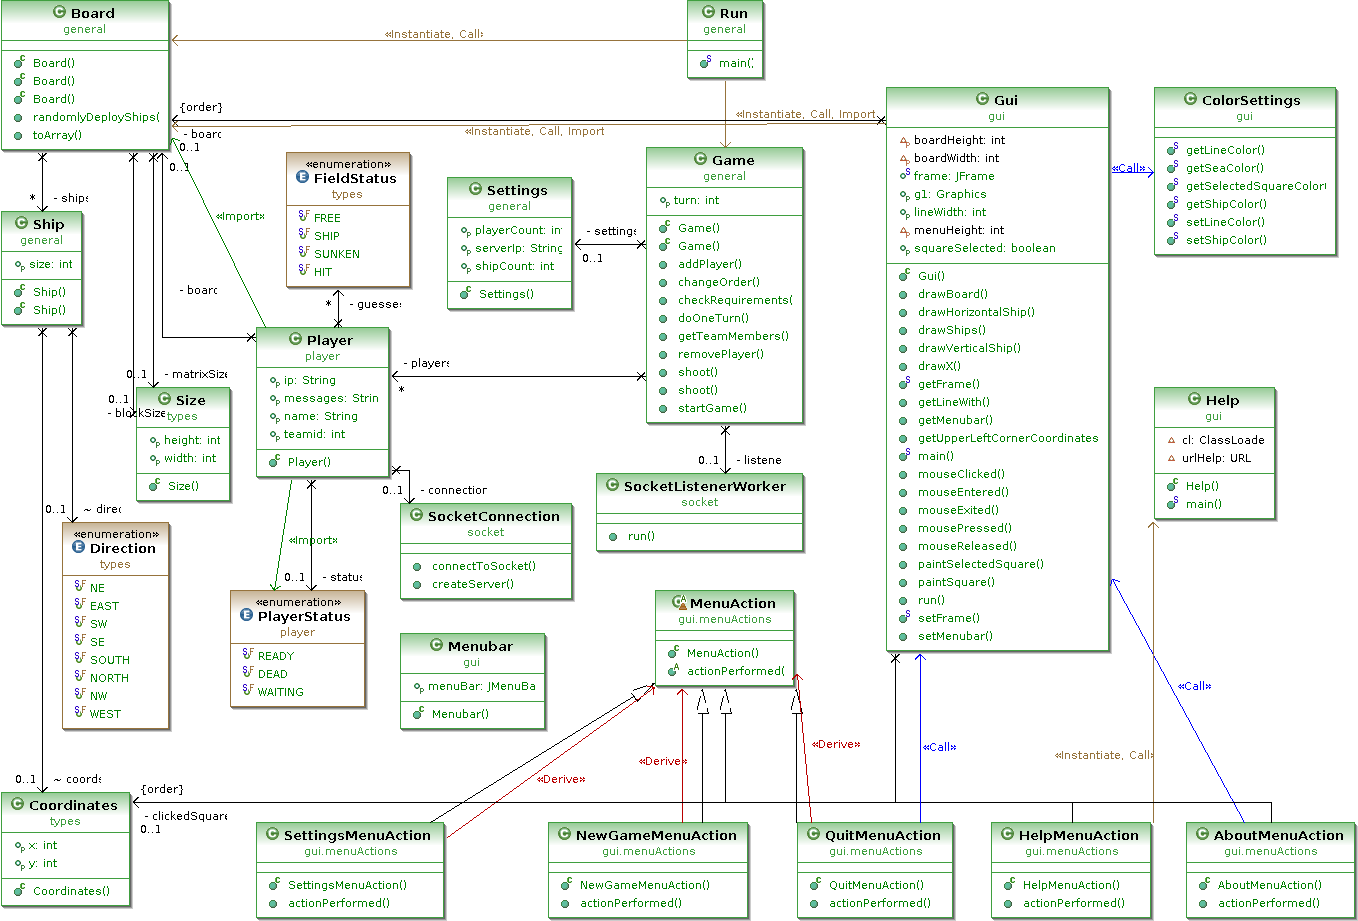 Board
general
Board()
Board()
Board()
randomlyDeployShips(
toArray()
«Instantiate, Call»
Run
general
main(
{order}
- board
0..1
0..1
«Instantiate, Call, Import
«Instantiate, Call, Import
«Import»
* - ships
Ship
general
size: int
Ship()
Ship()
«enumeration»
FieldStatus
types
FREE
SHIP
SUNKEN
HIT
* - guesses
- board
Settings
general
playerCount: int
serverIp: String
shipCount: int
Settings()
- settings
0..1
Game
general
turn: int
Game()
Game()
addPlayer()
changeOrder()
checkRequirements(
doOneTurn()
getTeamMembers()
removePlayer()
shoot()
shoot()
startGame()
Gui
gui
boardHeight: int
boardWidth: int
frame: JFrame
g1: Graphics
lineWidth: int
menuHeight: int
squareSelected: boolean
Gui()
drawBoard()
drawHorizontalShip()
drawShips()
drawVerticalShip()
drawX()
getFrame()
getLineWith()
getMenubar()
getUpperLeftCornerCoordinates
main()
mouseClicked()
mouseEntered()
mouseExited()
mousePressed()
mouseReleased()
paintSelectedSquare()
paintSquare()
run()
setFrame()
setMenubar()
«Call»
ColorSettings
gui
getLineColor()
getSeaColor()
getSelectedSquareColor(
getShipColor()
setLineColor()
setShipColor()
Player
player
ip: String
messages: Strin
name: String
teamid: int
Player()
- players
*
0..1 - matrixSize
0..1
- blockSize
Size
types
height: int
width: int
Size()
0..1 - listene
SocketListenerWorker
socket
run()
0..1 - connection
SocketConnection
socket
connectToSocket()
createServer()
Help
gui
cl: ClassLoade
urlHelp: URL
Help()
main()
0..1 ~ direc
«enumeration»
Direction
types
NE
EAST
SW
SE
SOUTH
NORTH
NW
WEST
«Import»
0..1 - status
«enumeration»
PlayerStatus
player
READY
DEAD
WAITING
Menubar
gui
menuBar: JMenuBa
Menubar()
MenuAction
gui.menuActions
MenuAction()
actionPerformed(
«Derive»
«Derive»
«Derive»
«Call»
«Call»
«Instantiate, Call»
0..1 ~ coords
{order}
- clickedSquare
0..1
Coordinates
types
x: int
y: int
Coordinates()
SettingsMenuAction
gui.menuActions
SettingsMenuAction()
actionPerformed()
NewGameMenuAction
gui.menuActions
NewGameMenuAction()
actionPerformed()
QuitMenuAction
gui.menuActions
QuitMenuAction()
actionPerformed()
HelpMenuAction
gui.menuActions
HelpMenuAction()
actionPerformed()
AboutMenuAction
gui.menuActions
AboutMenuAction()
actionPerformed()